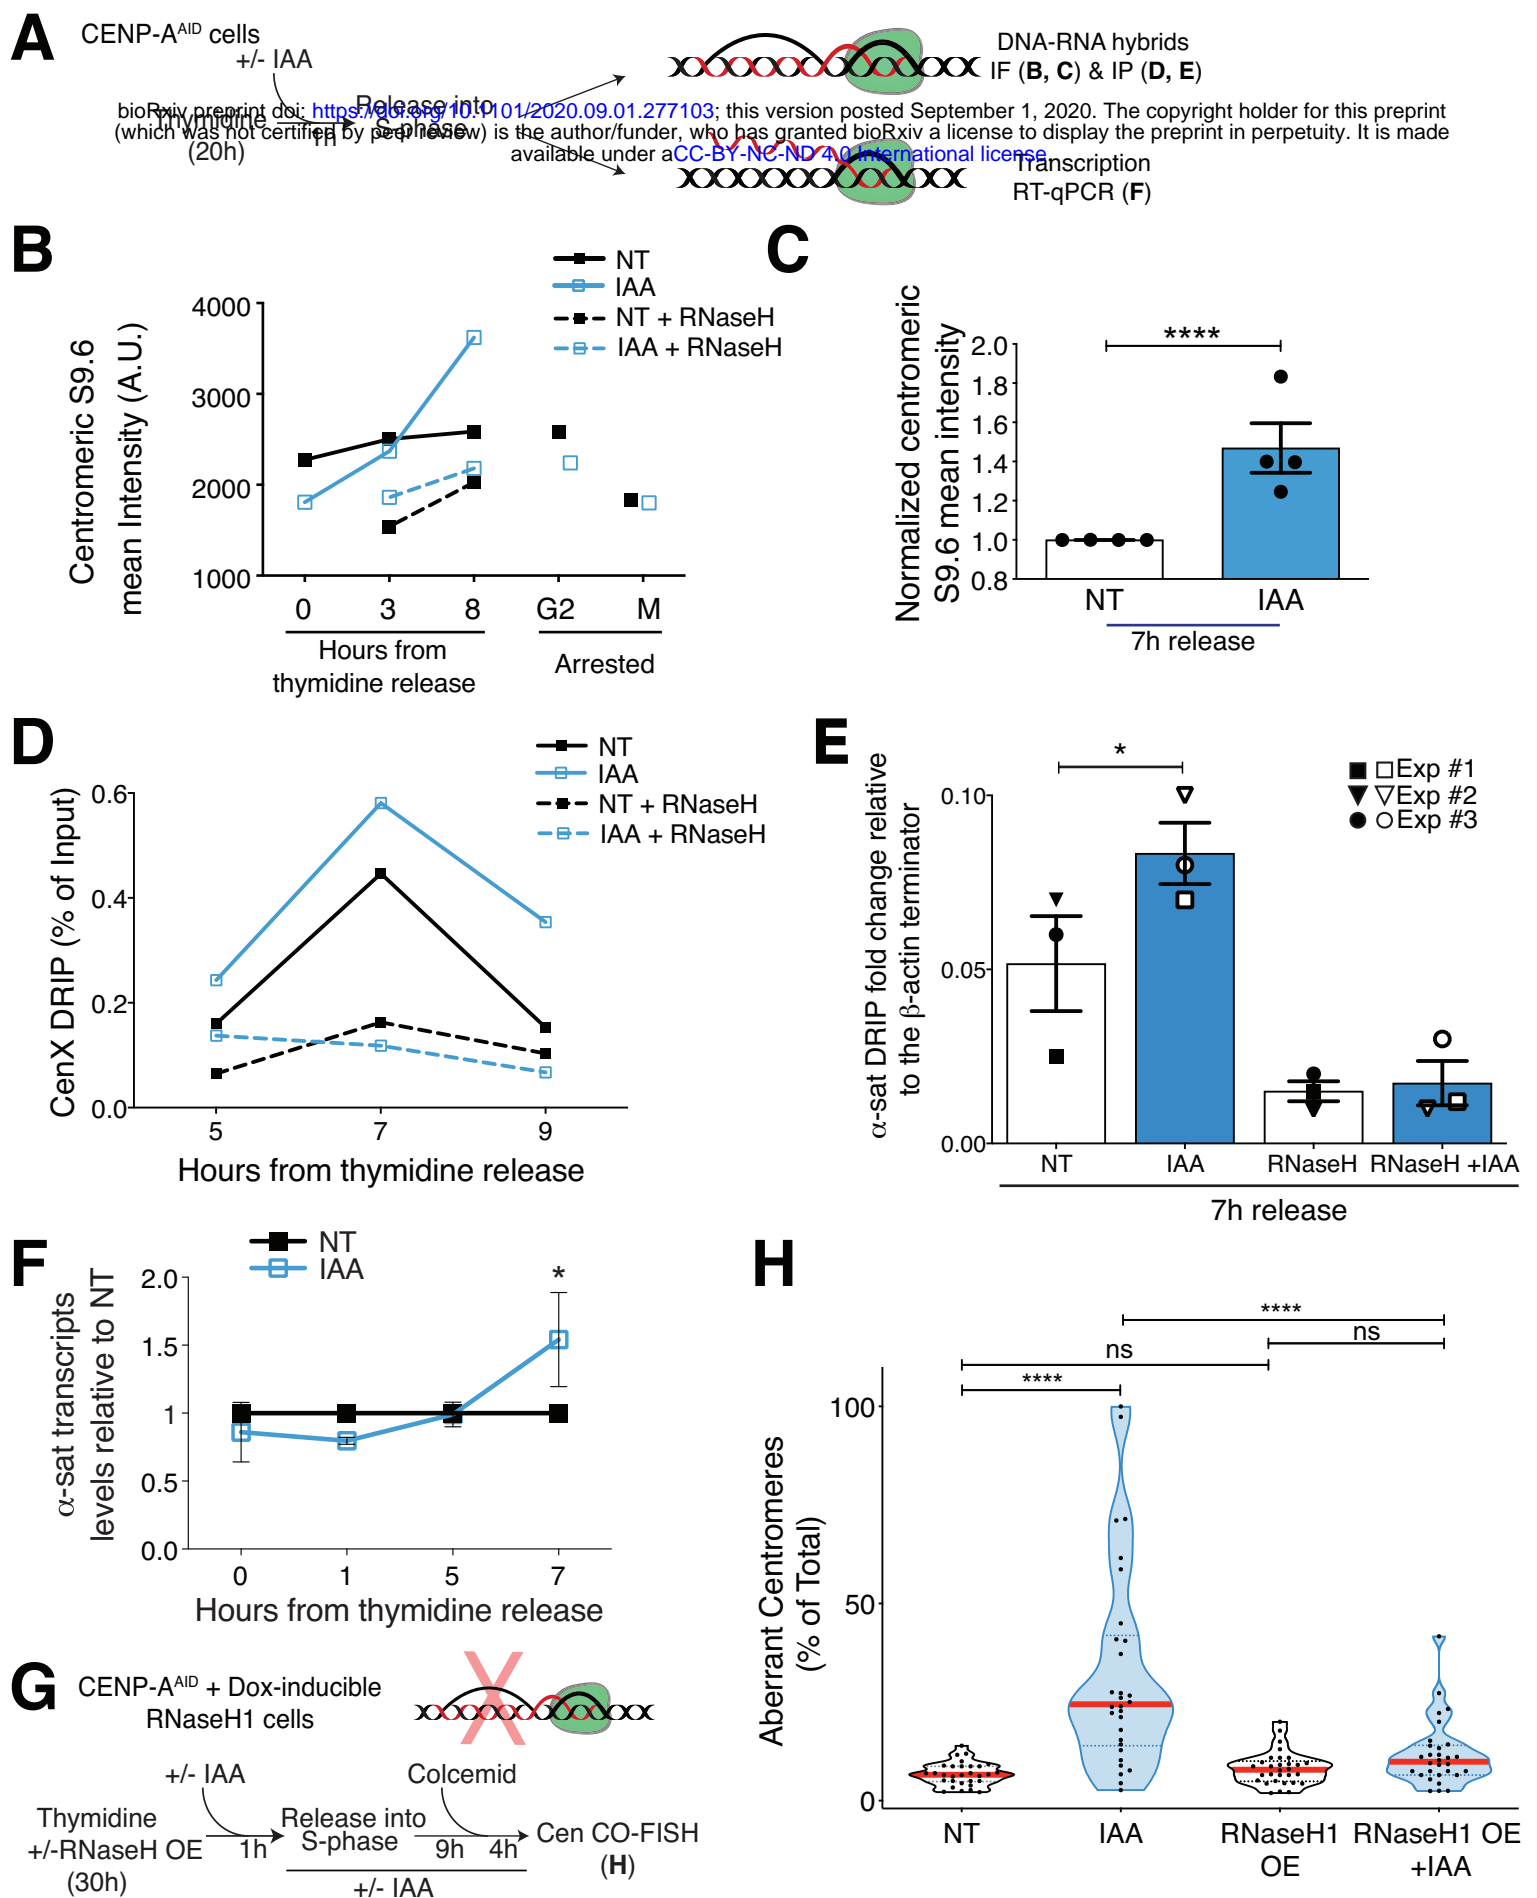 A
CENP-A^AID cells
+/- IAA
Thymidine
(20h)
1h
Release into
S-phase
DNA-RNA hybrids
IF (B, C) & IP (D, E)
Transcription
RT-qPCR (F)
bioRxiv preprint doi: https://doi.org/10.1101/2020.09.01.277103; this version posted September 1, 2020. The copyright holder for this preprint
(which was not certified by peer review) is the author/funder, who has granted bioRxiv a license to display the preprint in perpetuity. It is made
available under aCC-BY-NC-ND 4.0 International license.
B
NT
IAA
NT + RNaseH
IAA + RNaseH
Centromeric S9.6
mean Intensity (A.U.)
4000
3000
2000
1000
0 3 8 G2 M
Hours from
thymidine release
Arrested
C
Normalized centromeric
S9.6 mean intensity
****
2.0
1.8
1.6
1.4
1.2
1.0
0.8
NT IAA
7h release
D
NT
IAA
NT + RNaseH
IAA + RNaseH
CenX DRIP (% of Input)
0.6
0.4
0.2
0.0
5 7 9
Hours from thymidine release
E
α-sat DRIP fold change relative
to the β-actin terminator
*
Exp #1
Exp #2
Exp #3
0.10
0.05
0.00
NT IAA RNaseH RNaseH +IAA
7h release
F
NT
IAA
α-sat transcripts
levels relative to NT
*
2.0
1.5
1
0.5
0.0
0 1 5 7
Hours from thymidine release
G
CENP-A^AID + Dox-inducible
RNaseH1 cells
+/- IAA
Colcemid
Thymidine
+/-RNaseH OE
(30h)
1h
Release into
S-phase
9h 4h
+/- IAA
Cen CO-FISH
(H)
H
Aberrant Centromeres
(% of Total)
****
ns
ns
****
100
50
0
NT IAA RNaseH1 OE RNaseH1 OE +IAA